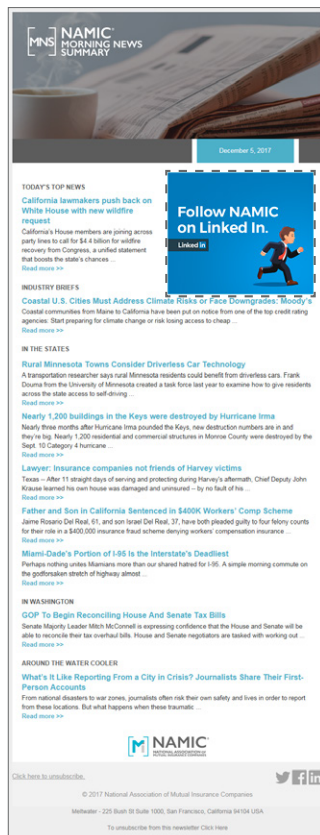 MNS
NAMIC
MORNING NEWS
SUMMARY
December 5, 2017
TODAY'S TOP NEWS
California lawmakers push back on
White House with new wildfire
request
California's House members are joining across
party lines to call for $4.4 billion for wildfire
recovery from Congress, a unified statement
that boosts the state's chances ...
Read more >>
Follow NAMIC
on Linked In.
Linked in
INDUSTRY BRIEFS
Coastal U.S. Cities Must Address Climate Risks or Face Downgrades: Moody's
Coastal communities from Maine to California have been put on notice from one of the top credit rating
agencies: Start preparing for climate change or risk losing access to cheap ...
Read more >>
IN THE STATES
Rural Minnesota Towns Consider Driverless Car Technology
A transportation researcher says rural Minnesota residents could benefit from driverless cars. Frank
Douma from the University of Minnesota created a task force last year to examine how to give residents
across the state access to self-driving ...
Read more >>
Nearly 1,200 buildings in the Keys were destroyed by Hurricane Irma
Nearly three months after Hurricane Irma pounded the Keys, new destruction numbers are in and
they're big. Nearly 1,200 residential and commercial structures in Monroe County were destroyed by the
Sept. 10 Category 4 hurricane ...
Read more >>
Lawyer: Insurance companies not friends of Harvey victims
Texas -- After 11 straight days of serving and protecting during Harvey's aftermath, Chief Deputy John
Krause learned his own house was damaged and uninsured -- by no fault of his ...
Read more >>
Father and Son in California Sentenced in $400K Workers' Comp Scheme
Jaime Rosario Del Real, 61, and son Israel Del Real, 37, have both pleaded guilty to four felony counts
for their role in a $400,000 insurance fraud scheme denying workers' compensation insurance ...
Read more >>
Miami-Dade's Portion of I-95 Is the Interstate's Deadliest
Perhaps nothing unites Miamians more than our shared hatred for I-95. A simple morning commute on
the godforsaken stretch of highway almost ...
Read more >>
IN WASHINGTON
GOP To Begin Reconciling House And Senate Tax Bills
Senate Majority Leader Mitch McConnell is expressing confidence that the House and Senate will be
able to reconcile their tax overhaul bills. House and Senate negotiators are tasked with working out ...
Read more >>
AROUND THE WATER COOLER
What's It Like Reporting From a City in Crisis? Journalists Share Their First-
Person Accounts
From natural disasters to war zones, journalists often risk their own safety and lives in order to report
from these locations. But what happens when these traumatic ...
Read more >>
NAMIC
NATIONAL ASSOCIATION OF
MUTUAL INSURANCE COMPANIES
Click here to unsubscribe.
in
© 2017 National Association of Mutual Insurance Companies
Meltwater - 225 Bush St Suite 1000, San Francisco, California 94104 USA
To unsubscribe from this newsletter Click Here